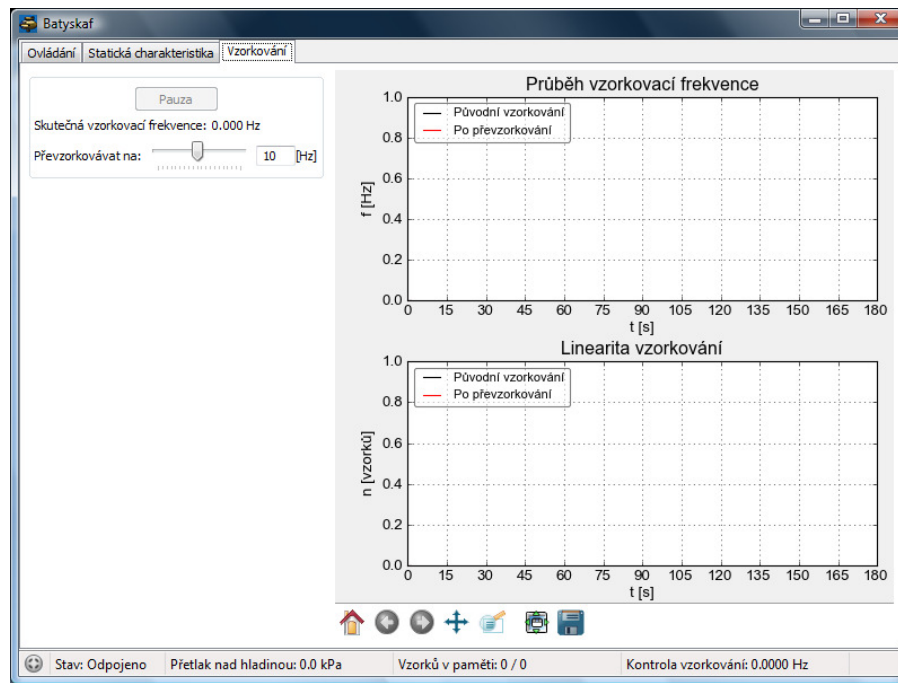 Batyskaf
Ovládání Statická charakteristika Vzorkování
Pauza
Skutečná vzorkovací frekvence: 0.000 Hz
Převzorkovávat na: 10 [Hz]
Průběh vzorkovací frekvence
Původní vzorkování
Po převzorkování
1.0
0.8
0.6
0.4
0.2
0.0
f [Hz]
0 15 30 45 60 75 90 105 120 135 150 165 180
t [s]
Linearita vzorkování
Původní vzorkování
Po převzorkování
1.0
0.8
0.6
0.4
0.2
0.0
n [vzorků]
0 15 30 45 60 75 90 105 120 135 150 165 180
t [s]
Stav: Odpojeno Přetlak nad hladinou: 0.0 kPa Vzorků v paměti: 0 / 0 Kontrola vzorkování: 0.0000 Hz